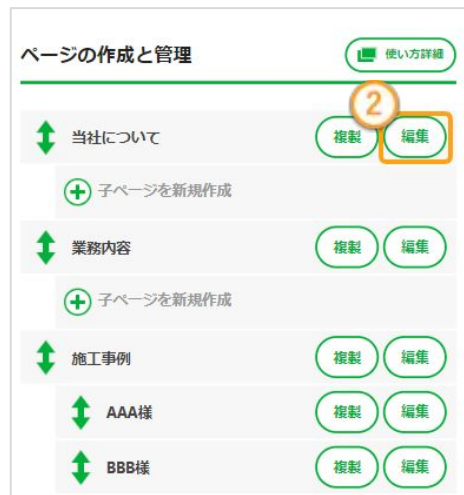 ページの作成と管理 使い方詳細
2
当社について 複製 編集
子ページを新規作成
業務内容 複製 編集
子ページを新規作成
施工事例 複製 編集
AAA様 複製 編集
BBB様 複製 編集